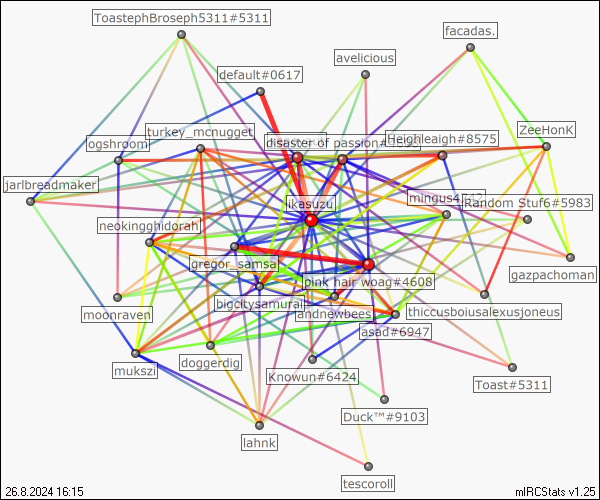 ToastephBroseph5311#5311
facadas.
avelicious
default#0617
turkey_mcnugget
disaster of passion#
Heighleaigh#8575
ZeeHonK
ogshroom
jarlbreadmaker
ikasuzu
mingus4
Random Stuf6#5983
neokingghidorah
gregor_samsa
gazpachoman
pink hair woag#4608
bigcitysamurai
andnewbees
thiccusboiusalexusjoneus
moonraven
asad#6947
doggerdig
mukszi
Knowun#6424
Toast#5311
Duck™#9103
lahnk
tescoroll
26.8.2024 16:15
mIRCStats v1.25